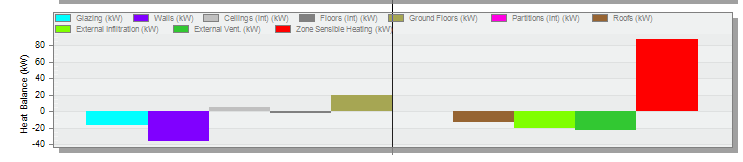 Glazing (kW) Walls (kW) Ceilings (int) (kW) Floors (int) (kW) Ground Floors (kW) Partitions (int) (kW) Roofs (kW)
External Infiltration (kW) External Vent. (kW) Zone Sensible Heating (kW)
Heat Balance (kW)
80
60
40
20
0
-20
-40